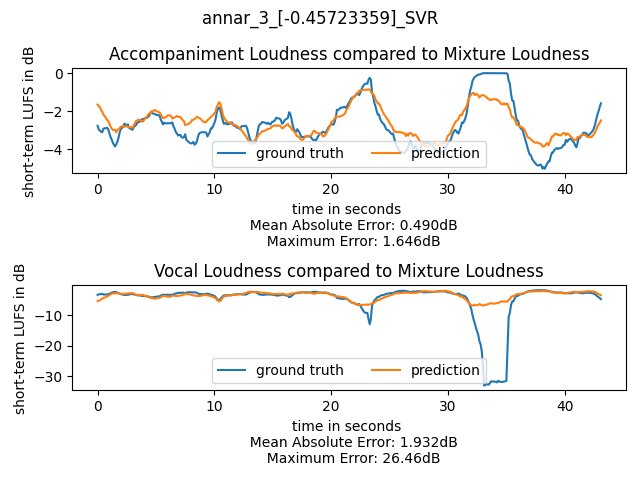 annar_3_[-0.45723359]_SVR
Accompaniment Loudness compared to Mixture Loudness
short-term LUFS in dB
0
−2
−4
ground truth
prediction
0
10
20
30
40
time in seconds
Mean Absolute Error: 0.490dB
Maximum Error: 1.646dB
Vocal Loudness compared to Mixture Loudness
short-term LUFS in dB
−10
−20
−30
ground truth
prediction
0
10
20
30
40
time in seconds
Mean Absolute Error: 1.932dB
Maximum Error: 26.46dB